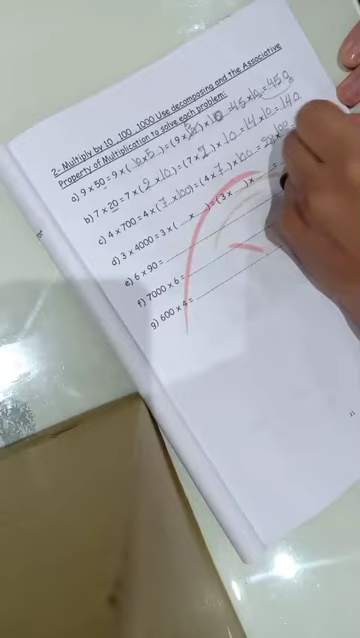 2- Multiply by 10, 100, 1000 Use decomposing and the Associative
Property of Multiplication to solve each problem:
a) 9 x 50 = 9 x ( x 5 ) = (9 x ) x 10 = 45 x 10 = 450
b) 7 x 20 = 7 x ( 2 x 10 ) = (7 x 2 ) x 10 = 14 x 10 = 140
c) 4 x 700 = 4 x ( 7 x 100 ) = (4 x 7 ) x 100 = 28 x 100 =
d) 3 x 4000 = 3 x ( ... x ... ) = (3 x ... ) x ... =
e) 6 x 90 =
f) 7000 x 6 =
g) 600 x 4 =
21